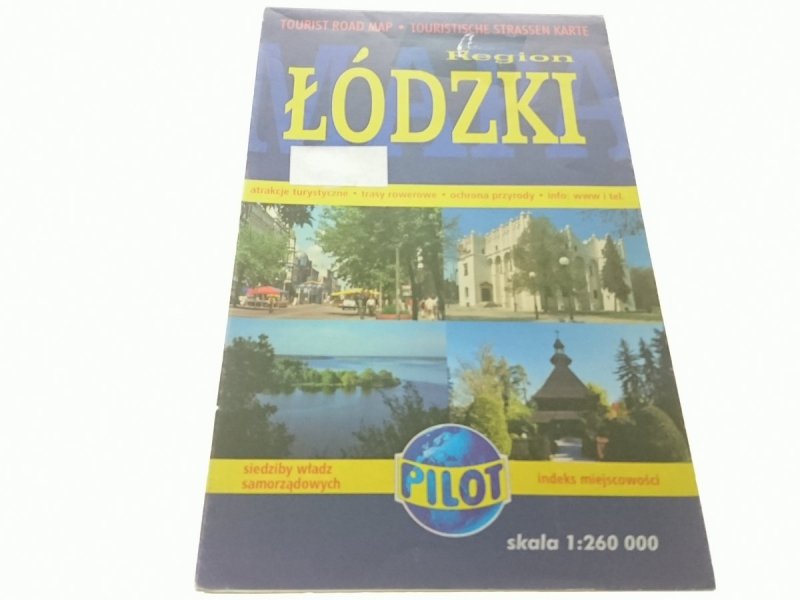 TOURIST ROAD MAP • TOURISTISCHE STRASSEN KARTE
MAPA
Region
ŁÓDZKI
atrakcje turystyczne • trasy rowerowe • ochrona przyrody • info: www i tel.
siedziby władz
samorządowych
PILOT
indeks miejscowości
skala 1:260 000